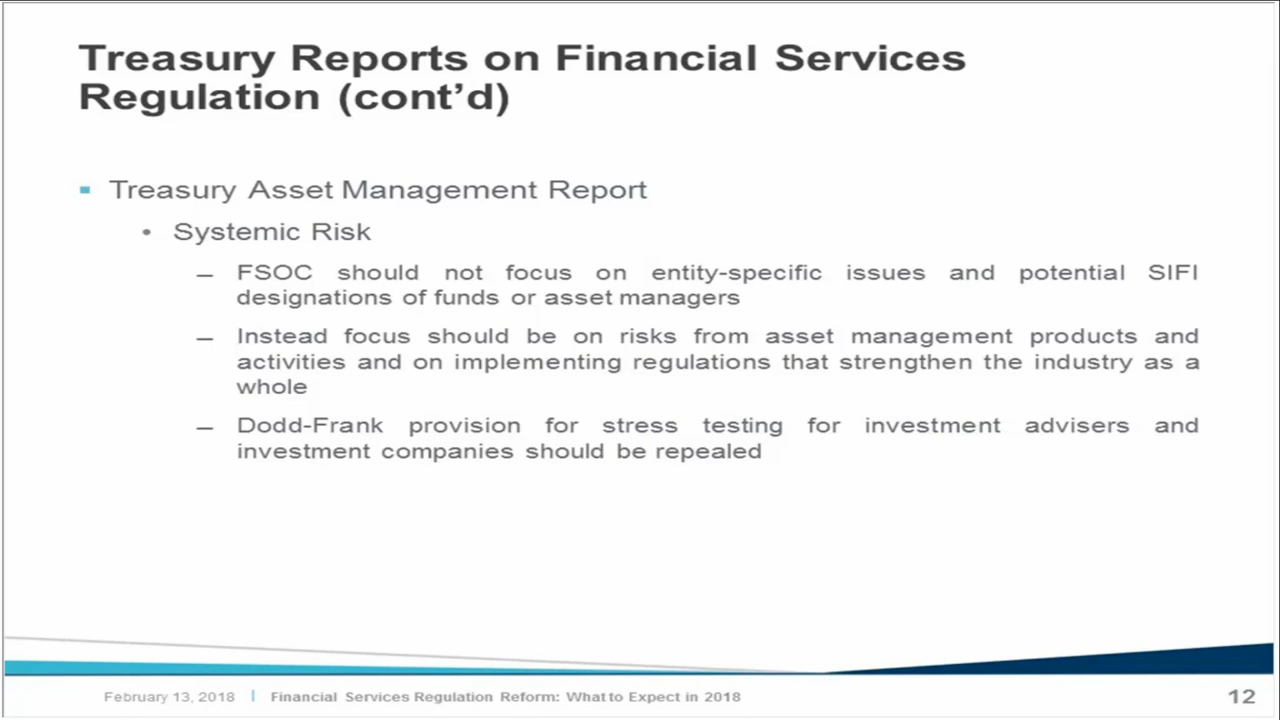 Treasury Reports on Financial Services
Regulation (cont’d)
Treasury Asset Management Report
Systemic Risk
FSOC should not focus on entity-specific issues and potential SIFI
designations of funds or asset managers
Instead focus should be on risks from asset management products and
activities and on implementing regulations that strengthen the industry as a
whole
Dodd-Frank provision for stress testing for investment advisers and
investment companies should be repealed
February 13, 2018 | Financial Services Regulation Reform: What to Expect in 2018
12